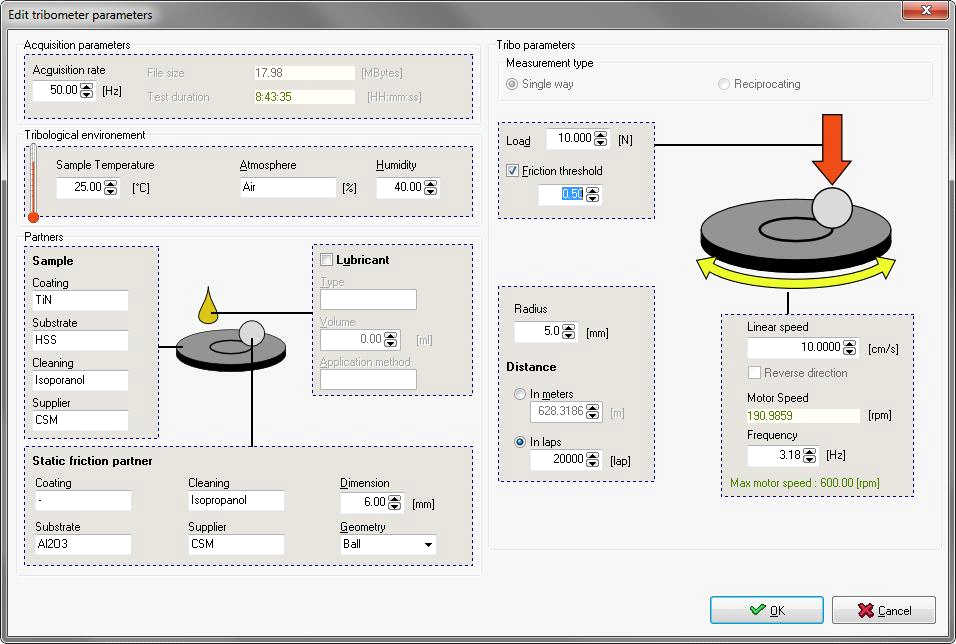 Edit tribometer parameters
Acquisition parameters
Acquisition rate
50.00 [Hz]
File size 17.98 [MBytes]
Test duration 8:43:35 [HH:mm:ss]
Tribological environement
Sample Temperature
25.00 [°C]
Atmosphere
Air [%]
Humidity
40.00
Partners
Sample
Coating
TiN
Substrate
HSS
Cleaning
Isoporanol
Supplier
CSM
Lubricant
Type
Volume
0.00 [ml]
Application method
Static friction partner
Coating
-
Substrate
Al2O3
Cleaning
Isopropanol
Supplier
CSM
Dimension
6.00 [mm]
Geometry
Ball
Tribo parameters
Measurement type
Single way Reciprocating
Load 10.000 [N]
Friction threshold
0.50
Radius
5.0 [mm]
Distance
In meters
628.3186 [m]
In laps
20000 [lap]
Linear speed
10.0000 [cm/s]
Reverse direction
Motor Speed
190.9859 [rpm]
Frequency
3.18 [Hz]
Max motor speed : 600.00 [rpm]
OK Cancel